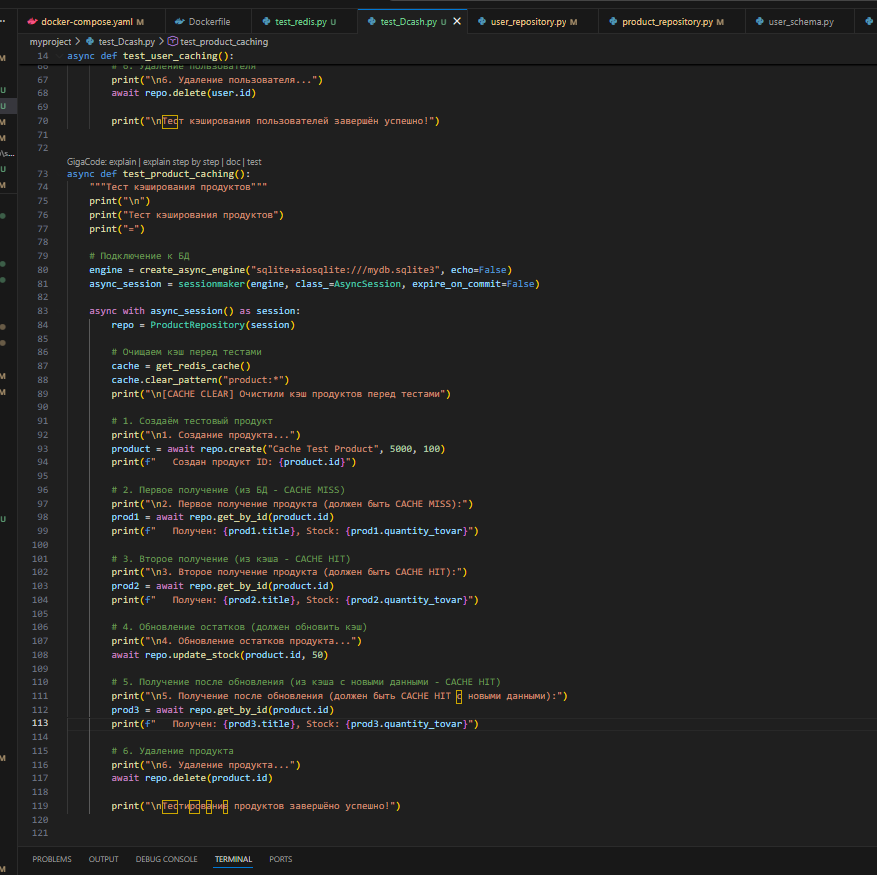 docker-compose.yaml M Dockerfile test_redis.py U test_Dcash.py U user_repository.py M product_repository.py M user_schema.py
myproject > test_Dcash.py > test_product_caching
14 async def test_user_caching():
66 # 6. Удаление пользователя
67 print("\n6. Удаление пользователя...")
68 await repo.delete(user.id)
69
70 print("\nТест кэширования пользователей завершён успешно!")
71
72
GigaCode: explain | explain step by step | doc | test
73 async def test_product_caching():
74 """Тест кэширования продуктов"""
75 print("\n")
76 print("Тест кэширования продуктов")
77 print("=")
78
79 # Подключение к БД
80 engine = create_async_engine("sqlite+aiosqlite:///mydb.sqlite3", echo=False)
81 async_session = sessionmaker(engine, class_=AsyncSession, expire_on_commit=False)
82
83 async with async_session() as session:
84 repo = ProductRepository(session)
85
86 # Очищаем кэш перед тестами
87 cache = get_redis_cache()
88 cache.clear_pattern("product:*")
89 print("\n[CACHE CLEAR] Очистили кэш продуктов перед тестами")
90
91 # 1. Создаём тестовый продукт
92 print("\n1. Создание продукта...")
93 product = await repo.create("Cache Test Product", 5000, 100)
94 print(f"   Создан продукт ID: {product.id}")
95
96 # 2. Первое получение (из БД - CACHE MISS)
97 print("\n2. Первое получение продукта (должен быть CACHE MISS):")
98 prod1 = await repo.get_by_id(product.id)
99 print(f"   Получен: {prod1.title}, Stock: {prod1.quantity_tovar}")
100
101 # 3. Второе получение (из кэша - CACHE HIT)
102 print("\n3. Второе получение продукта (должен быть CACHE HIT):")
103 prod2 = await repo.get_by_id(product.id)
104 print(f"   Получен: {prod2.title}, Stock: {prod2.quantity_tovar}")
105
106 # 4. Обновление остатков (должен обновить кэш)
107 print("\n4. Обновление остатков продукта...")
108 await repo.update_stock(product.id, 50)
109
110 # 5. Получение после обновления (из кэша с новыми данными - CACHE HIT)
111 print("\n5. Получение после обновления (должен быть CACHE HIT с новыми данными):")
112 prod3 = await repo.get_by_id(product.id)
113 print(f"   Получен: {prod3.title}, Stock: {prod3.quantity_tovar}")
114
115 # 6. Удаление продукта
116 print("\n6. Удаление продукта...")
117 await repo.delete(product.id)
118
119 print("\nТестирование продуктов завершёно успешно!")
120
121
PROBLEMS OUTPUT DEBUG CONSOLE TERMINAL PORTS